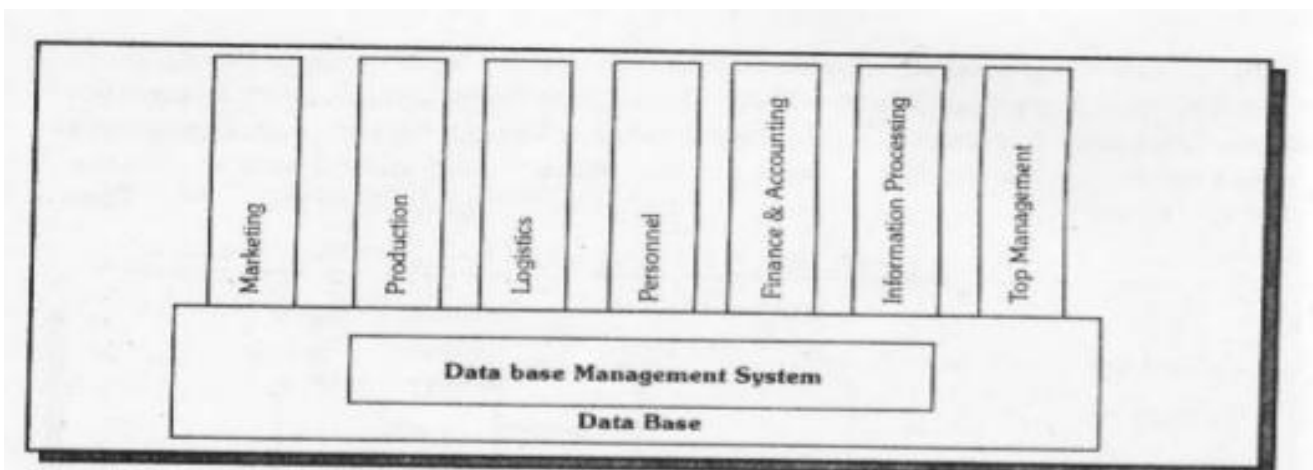 Marketing
Production
Logistics
Personnel
Finance & Accounting
Information Processing
Top Management
Data base Management System
Data Base